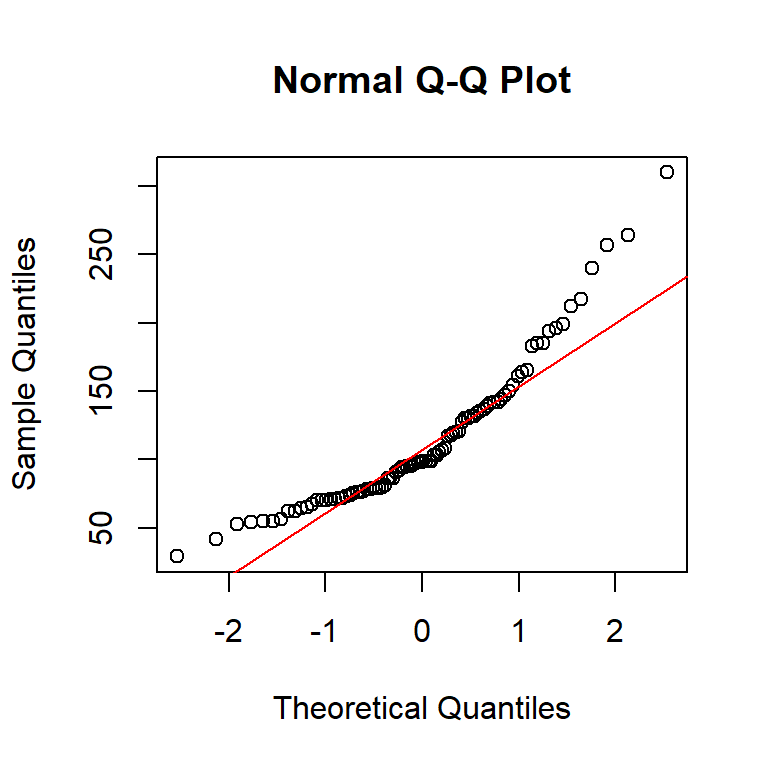 Normal Q-Q Plot
Sample Quantiles
250
150
50
-2 -1 0 1 2
Theoretical Quantiles